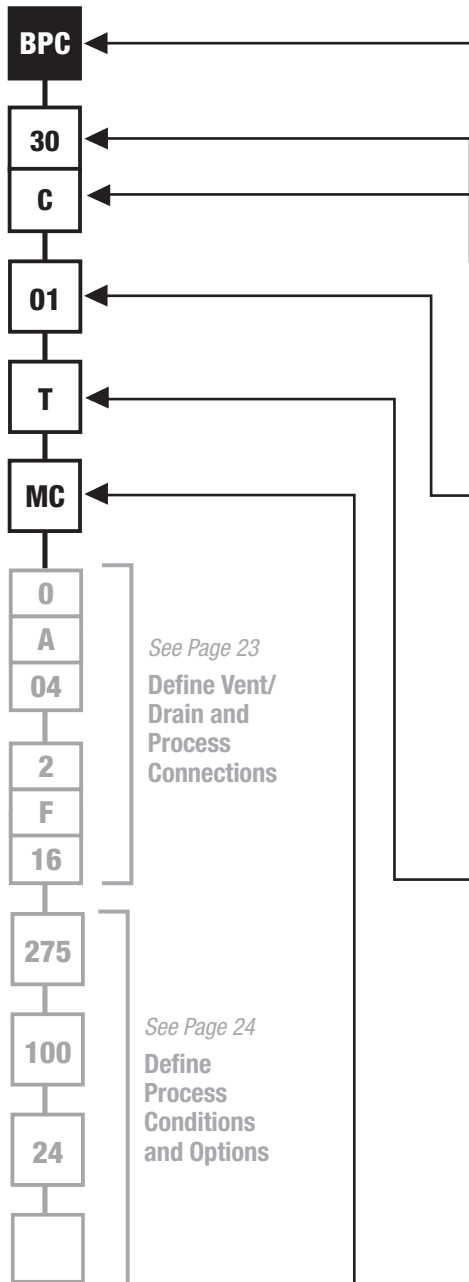 BPC
30
C
01
T
MC
0
A
04
2
F
16
See Page 23
Define Vent/
Drain and
Process
Connections
275
100
24
See Page 24
Define
Process
Conditions
and Options